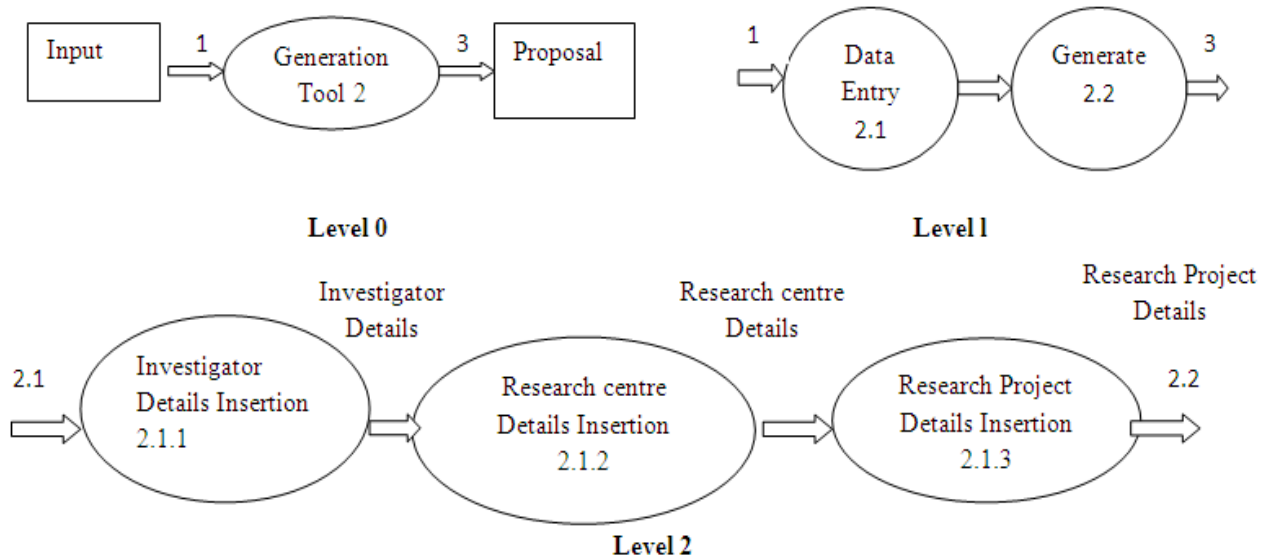 Input
1
Generation
Tool 2
3
Proposal
Level 0
1
Data
Entry
2.1
Generate
2.2
3
Level l
2.1
Investigator
Details Insertion
2.1.1
Investigator
Details
Research centre
Details Insertion
2.1.2
Research centre
Details
Research Project
Details Insertion
2.1.3
Research Project
Details
2.2
Level 2